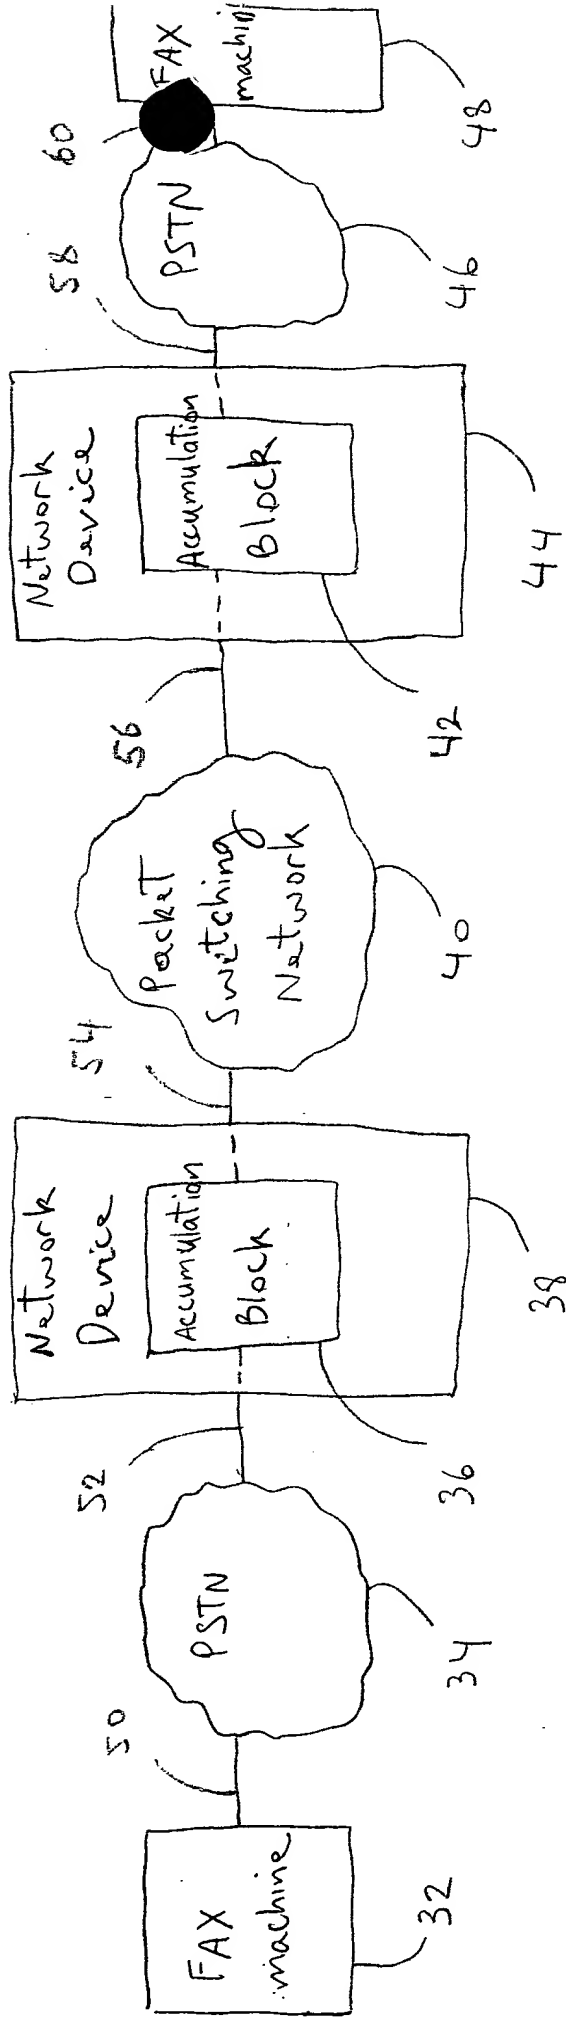 FAX
machine
32
50
PSTN
34
52
Network
Device
Accumulation
Block
36
38
54
Packet
Switching
Network
40
56
Network
Device
Accumulation
Block
42
44
58
PSTN
46
60
FAX
machin
48